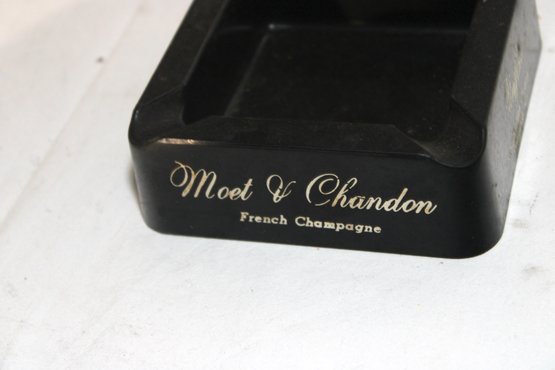 Moet & Chandon
French Champagne